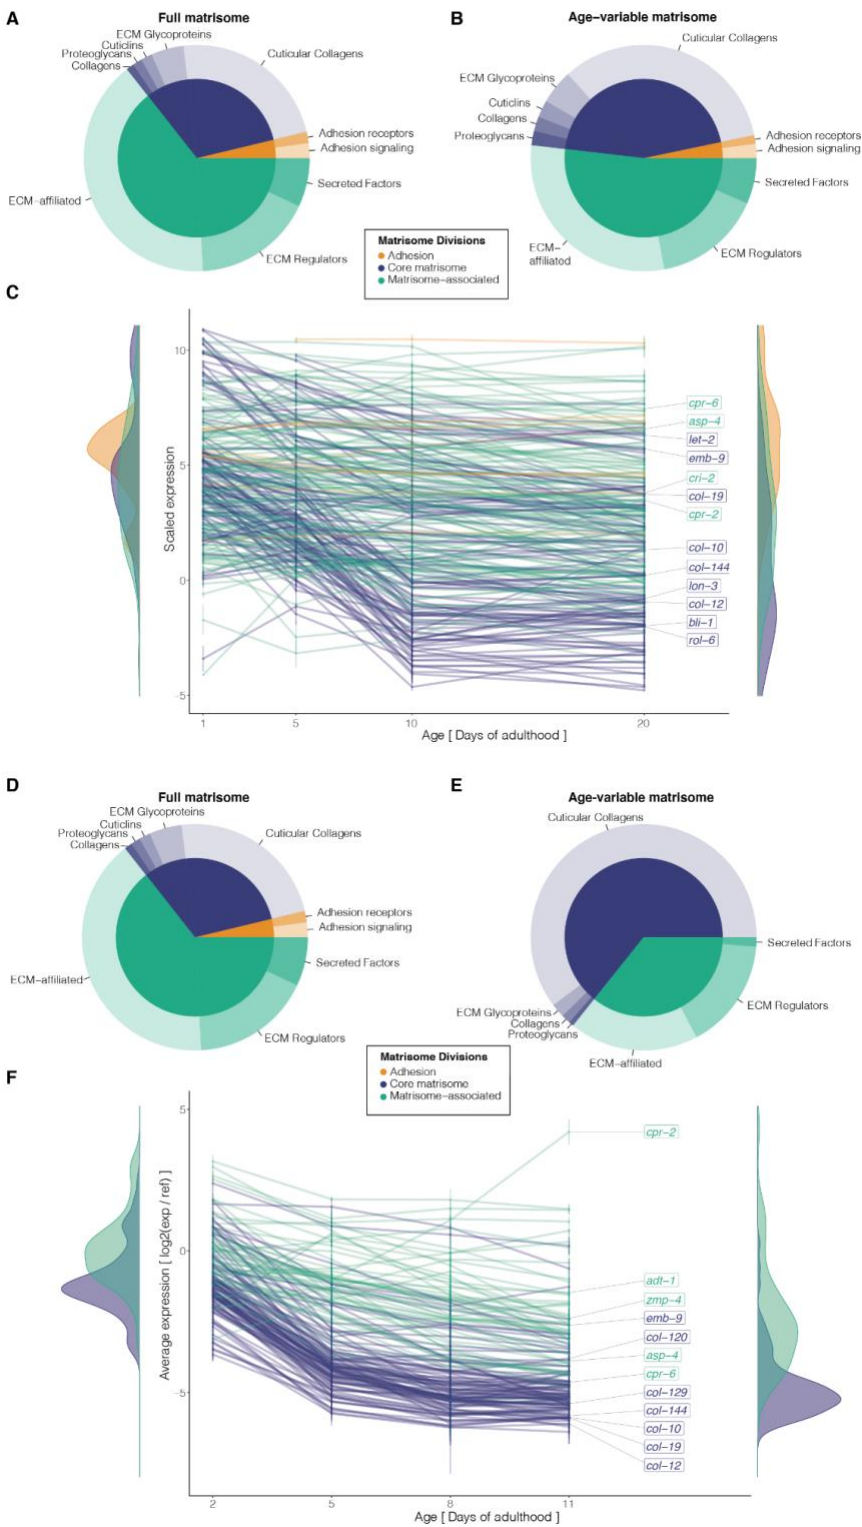 A
Full matrisome
ECM Glycoproteins
Cuticlins
Proteoglycans
Collagens
Cuticular Collagens
Adhesion receptors
Adhesion signaling
Secreted Factors
ECM-affiliated
ECM Regulators
B
Age-variable matrisome
Cuticular Collagens
ECM Glycoproteins
Cuticlins
Collagens
Proteoglycans
Adhesion receptors
Adhesion signaling
Secreted Factors
ECM-
affiliated
ECM Regulators
Matrisome Divisions
Adhesion
Core matrisome
Matrisome-associated
C
Scaled expression
10
5
0
-5
cpr-6
asp-4
let-2
emb-9
cri-2
col-19
cpr-2
col-10
col-144
lon-3
col-12
bli-1
rol-6
1
5
10
20
Age [ Days of adulthood ]
D
Full matrisome
ECM Glycoproteins
Cuticlins
Proteoglycans
Collagens
Cuticular Collagens
Adhesion receptors
Adhesion signaling
Secreted Factors
ECM-affiliated
ECM Regulators
E
Age-variable matrisome
Cuticular Collagens
Secreted Factors
ECM Regulators
ECM Glycoproteins
Collagens
Proteoglycans
ECM-affiliated
Matrisome Divisions
Adhesion
Core matrisome
Matrisome-associated
F
Average expression [ log2(exp / ref) ]
5
0
-5
cpr-2
adt-1
zmp-4
emb-9
col-120
asp-4
cpr-6
col-129
col-144
col-10
col-19
col-12
2
5
8
11
Age [ Days of adulthood ]